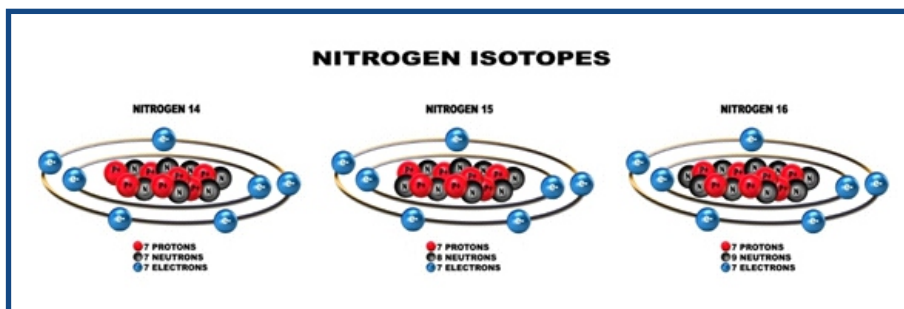 NITROGEN ISOTOPES
NITROGEN 14
7 PROTONS
7 NEUTRONS
7 ELECTRONS
NITROGEN 15
7 PROTONS
8 NEUTRONS
7 ELECTRONS
NITROGEN 16
7 PROTONS
9 NEUTRONS
7 ELECTRONS